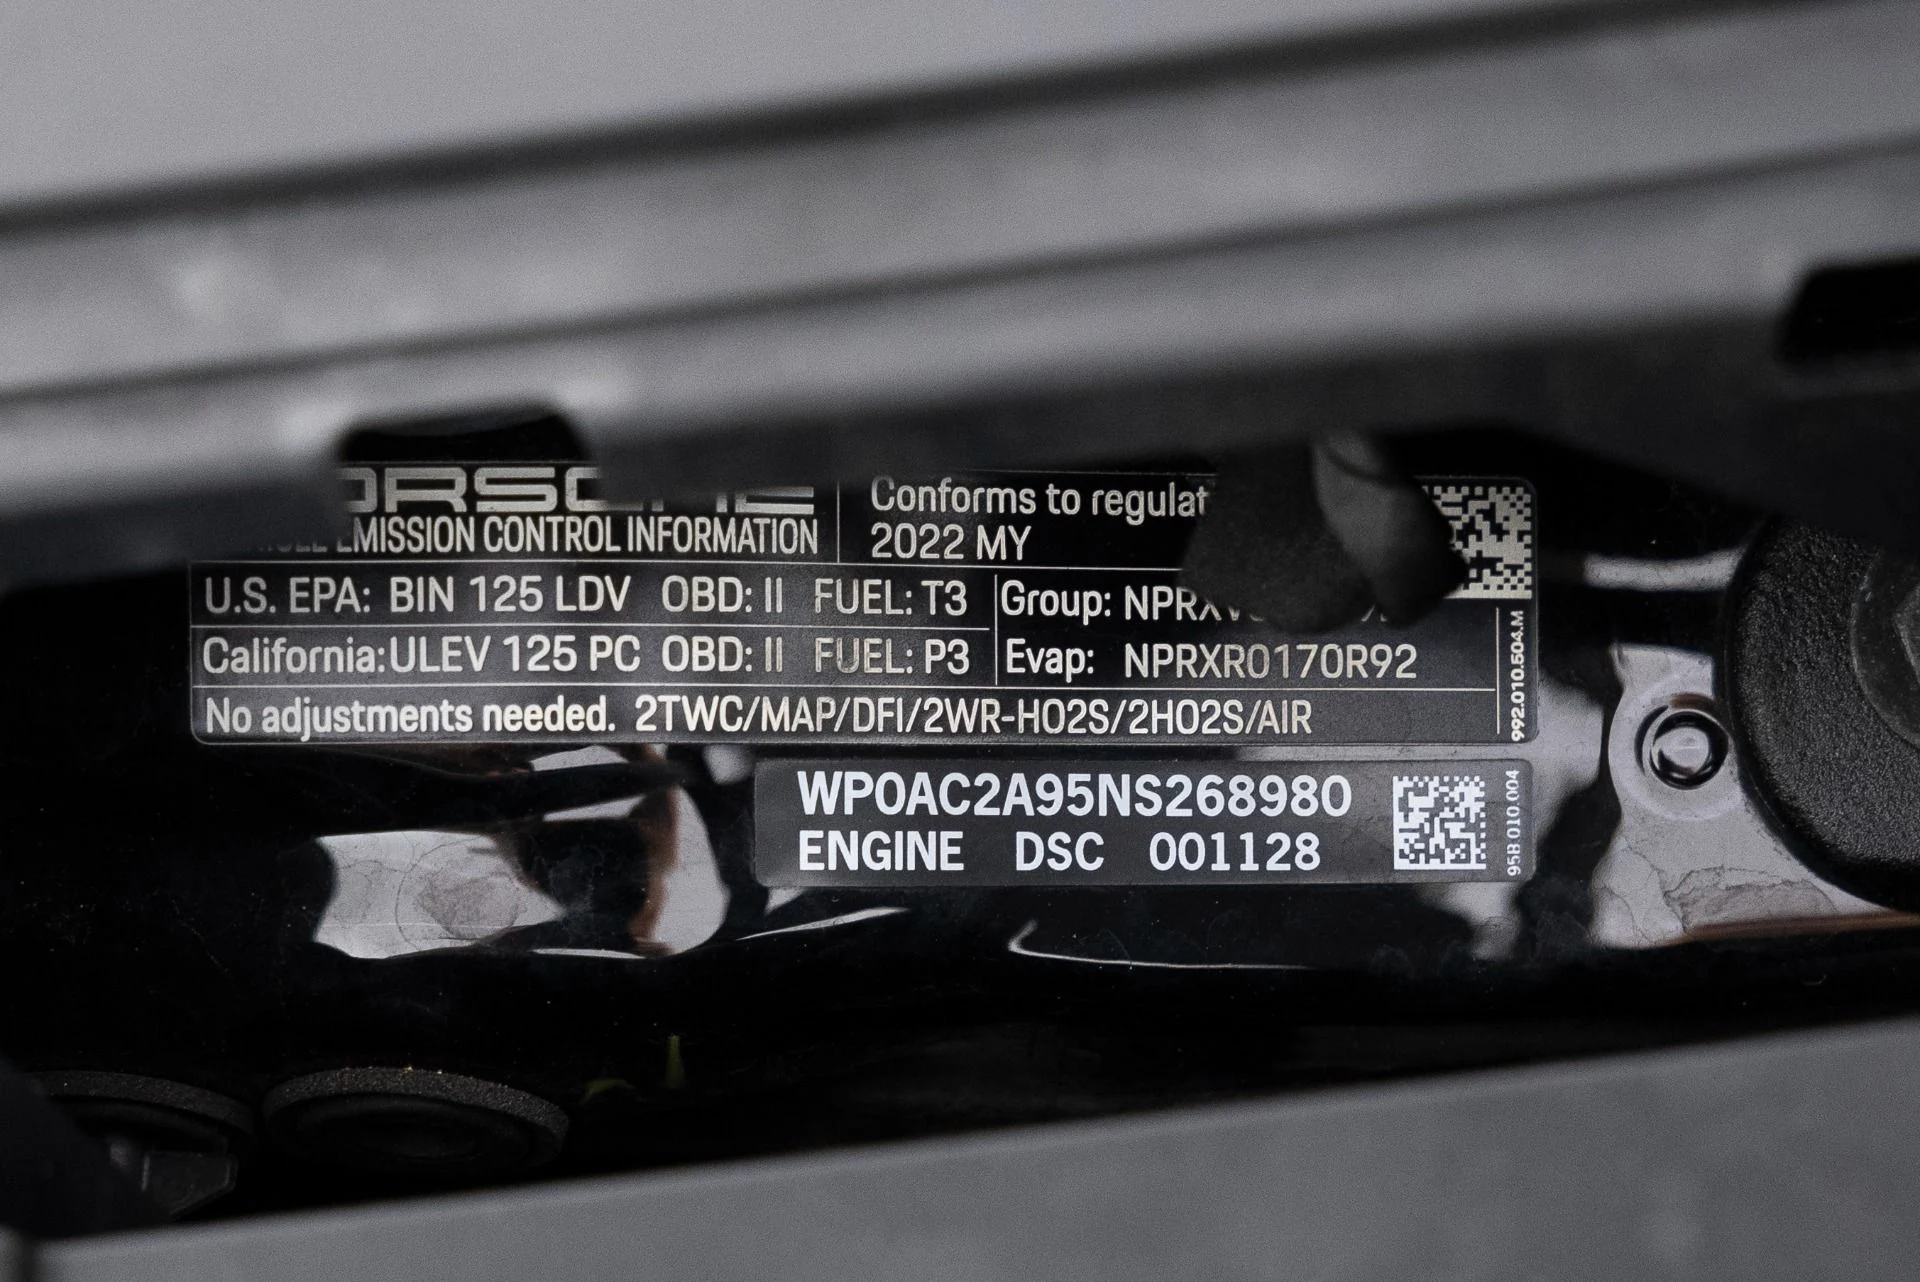 EMISSION CONTROL INFORMATION
Conforms to
2022 MY
U.S. EPA: BIN 125 LDV OBD: II FUEL: T3
Group:
California: ULEV 125 PC OBD: II FUEL: P3
Evap: NPRXR0170R92
No adjustments needed. 2TWC/MAP/DFI/2WR-HO2S/2HO2S/AIR
992.010.504.M
WP0AC2A95NS268980
ENGINE DSC 001128
95B.010.004